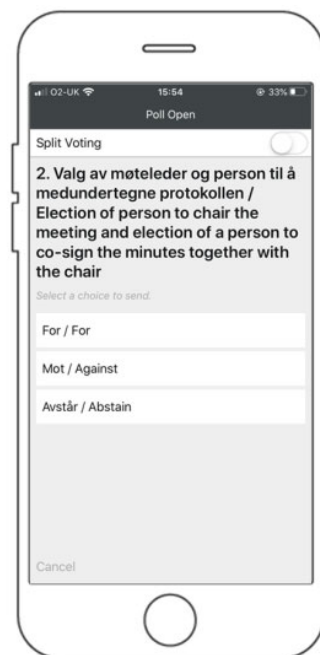 O2-UK 15:54 33%
Poll Open
Split Voting
2. Valg av møteleder og person til å
medundertegne protokollen /
Election of person to chair the
meeting and election of a person to
co-sign the minutes together with
the chair
Select a choice to send.
For / For
Mot / Against
Avstår / Abstain
Cancel